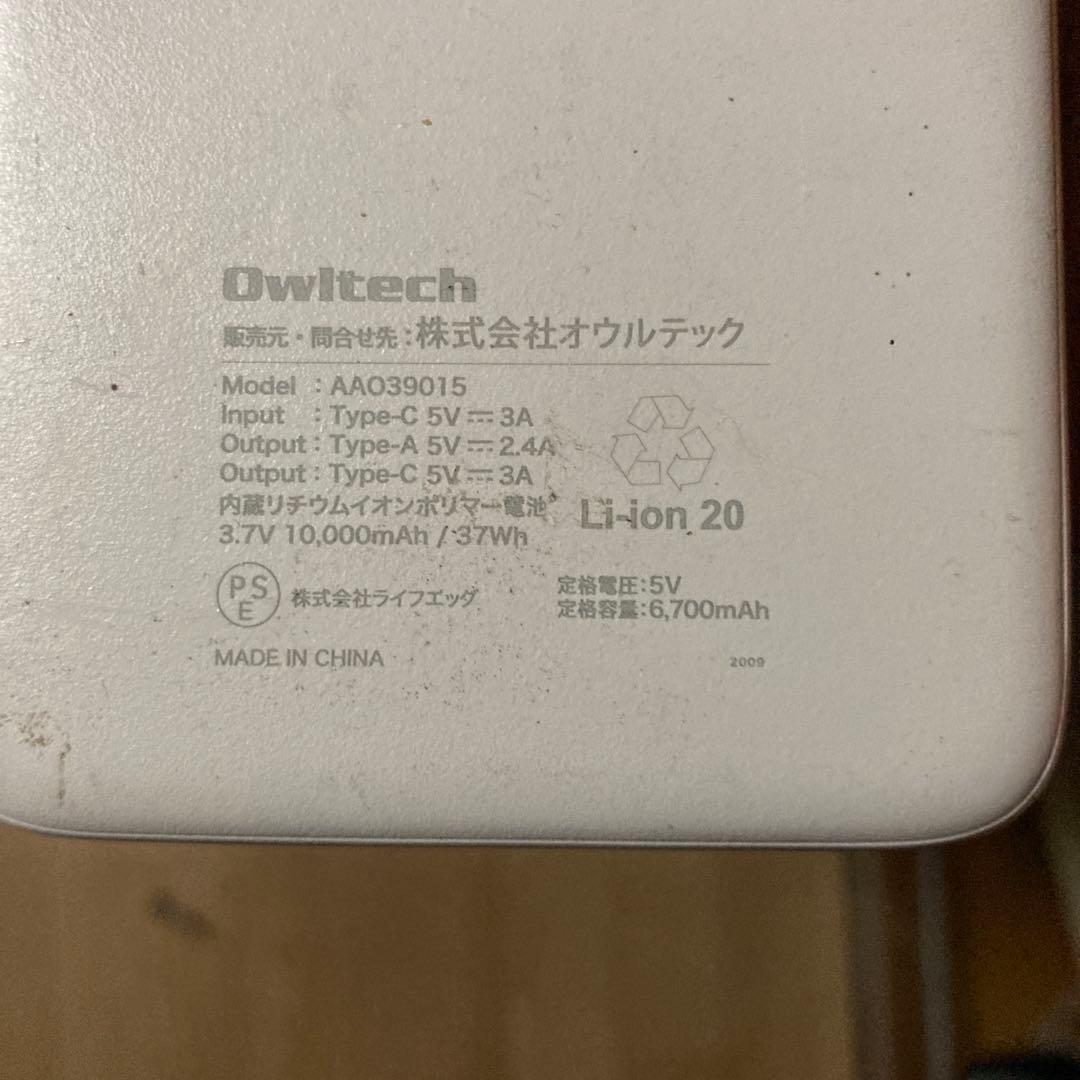 Owltech
販売元・問合せ先：株式会社オウルテック
Model : AAO39015
Input : Type-C 5V⎓3A
Output : Type-A 5V⎓2.4A
Output : Type-C 5V⎓3A
内蔵リチウムイオンポリマー電池
3.7V 10,000mAh / 37Wh
Li-ion 20
PSE 株式会社ライフエッヂ
定格電圧:5V
定格容量:6,700mAh
MADE IN CHINA
2009